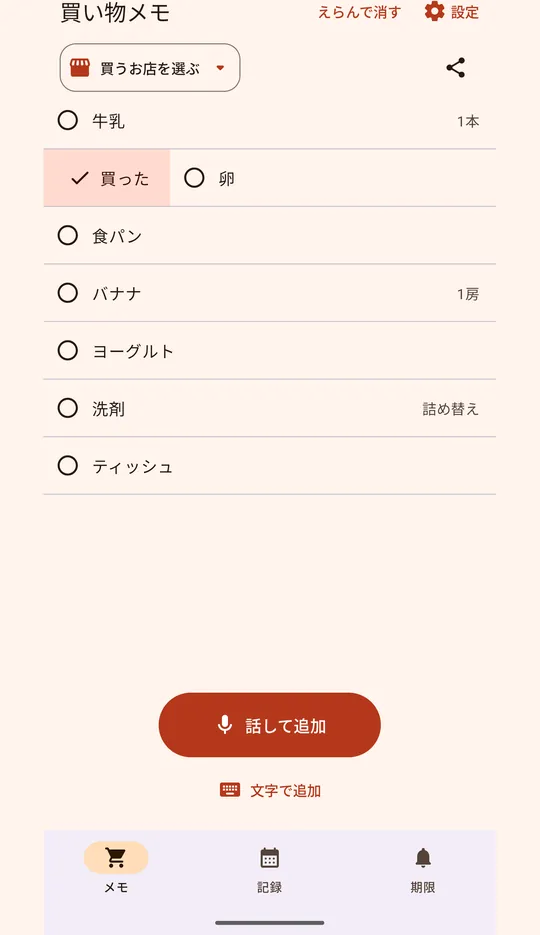 買い物メモ えらんで消す 設定
買うお店を選ぶ
牛乳 1本
買った 卵
食パン
バナナ 1房
ヨーグルト
洗剤 詰め替え
ティッシュ
話して追加
文字で追加
メモ 記録 期限